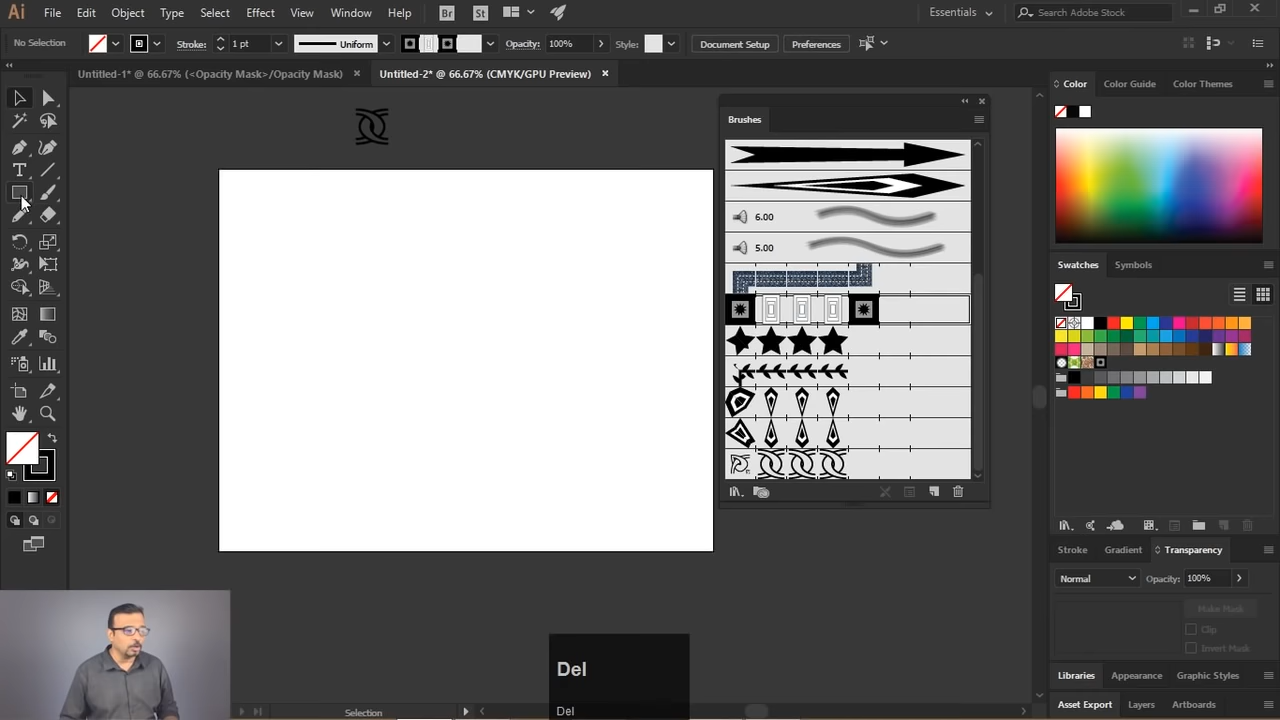 Ai File Edit Object Type Select Effect View Window Help Br St Essentials Search Adobe Stock
No Selection Stroke: 1 pt Uniform Opacity: 100% Style: Document Setup Preferences
Untitled-1* @ 66.67% (<Opacity Mask>/Opacity Mask) × Untitled-2* @ 66.67% (CMYK/GPU Preview) ×
Color Color Guide Color Themes
Brushes
6.00
5.00
Swatches Symbols
Stroke Gradient Transparency
Normal Opacity: 100%
Make Mask
Clip
Invert Mask
Libraries Appearance Graphic Styles
Asset Export Layers Artboards
Del
Del
Selection